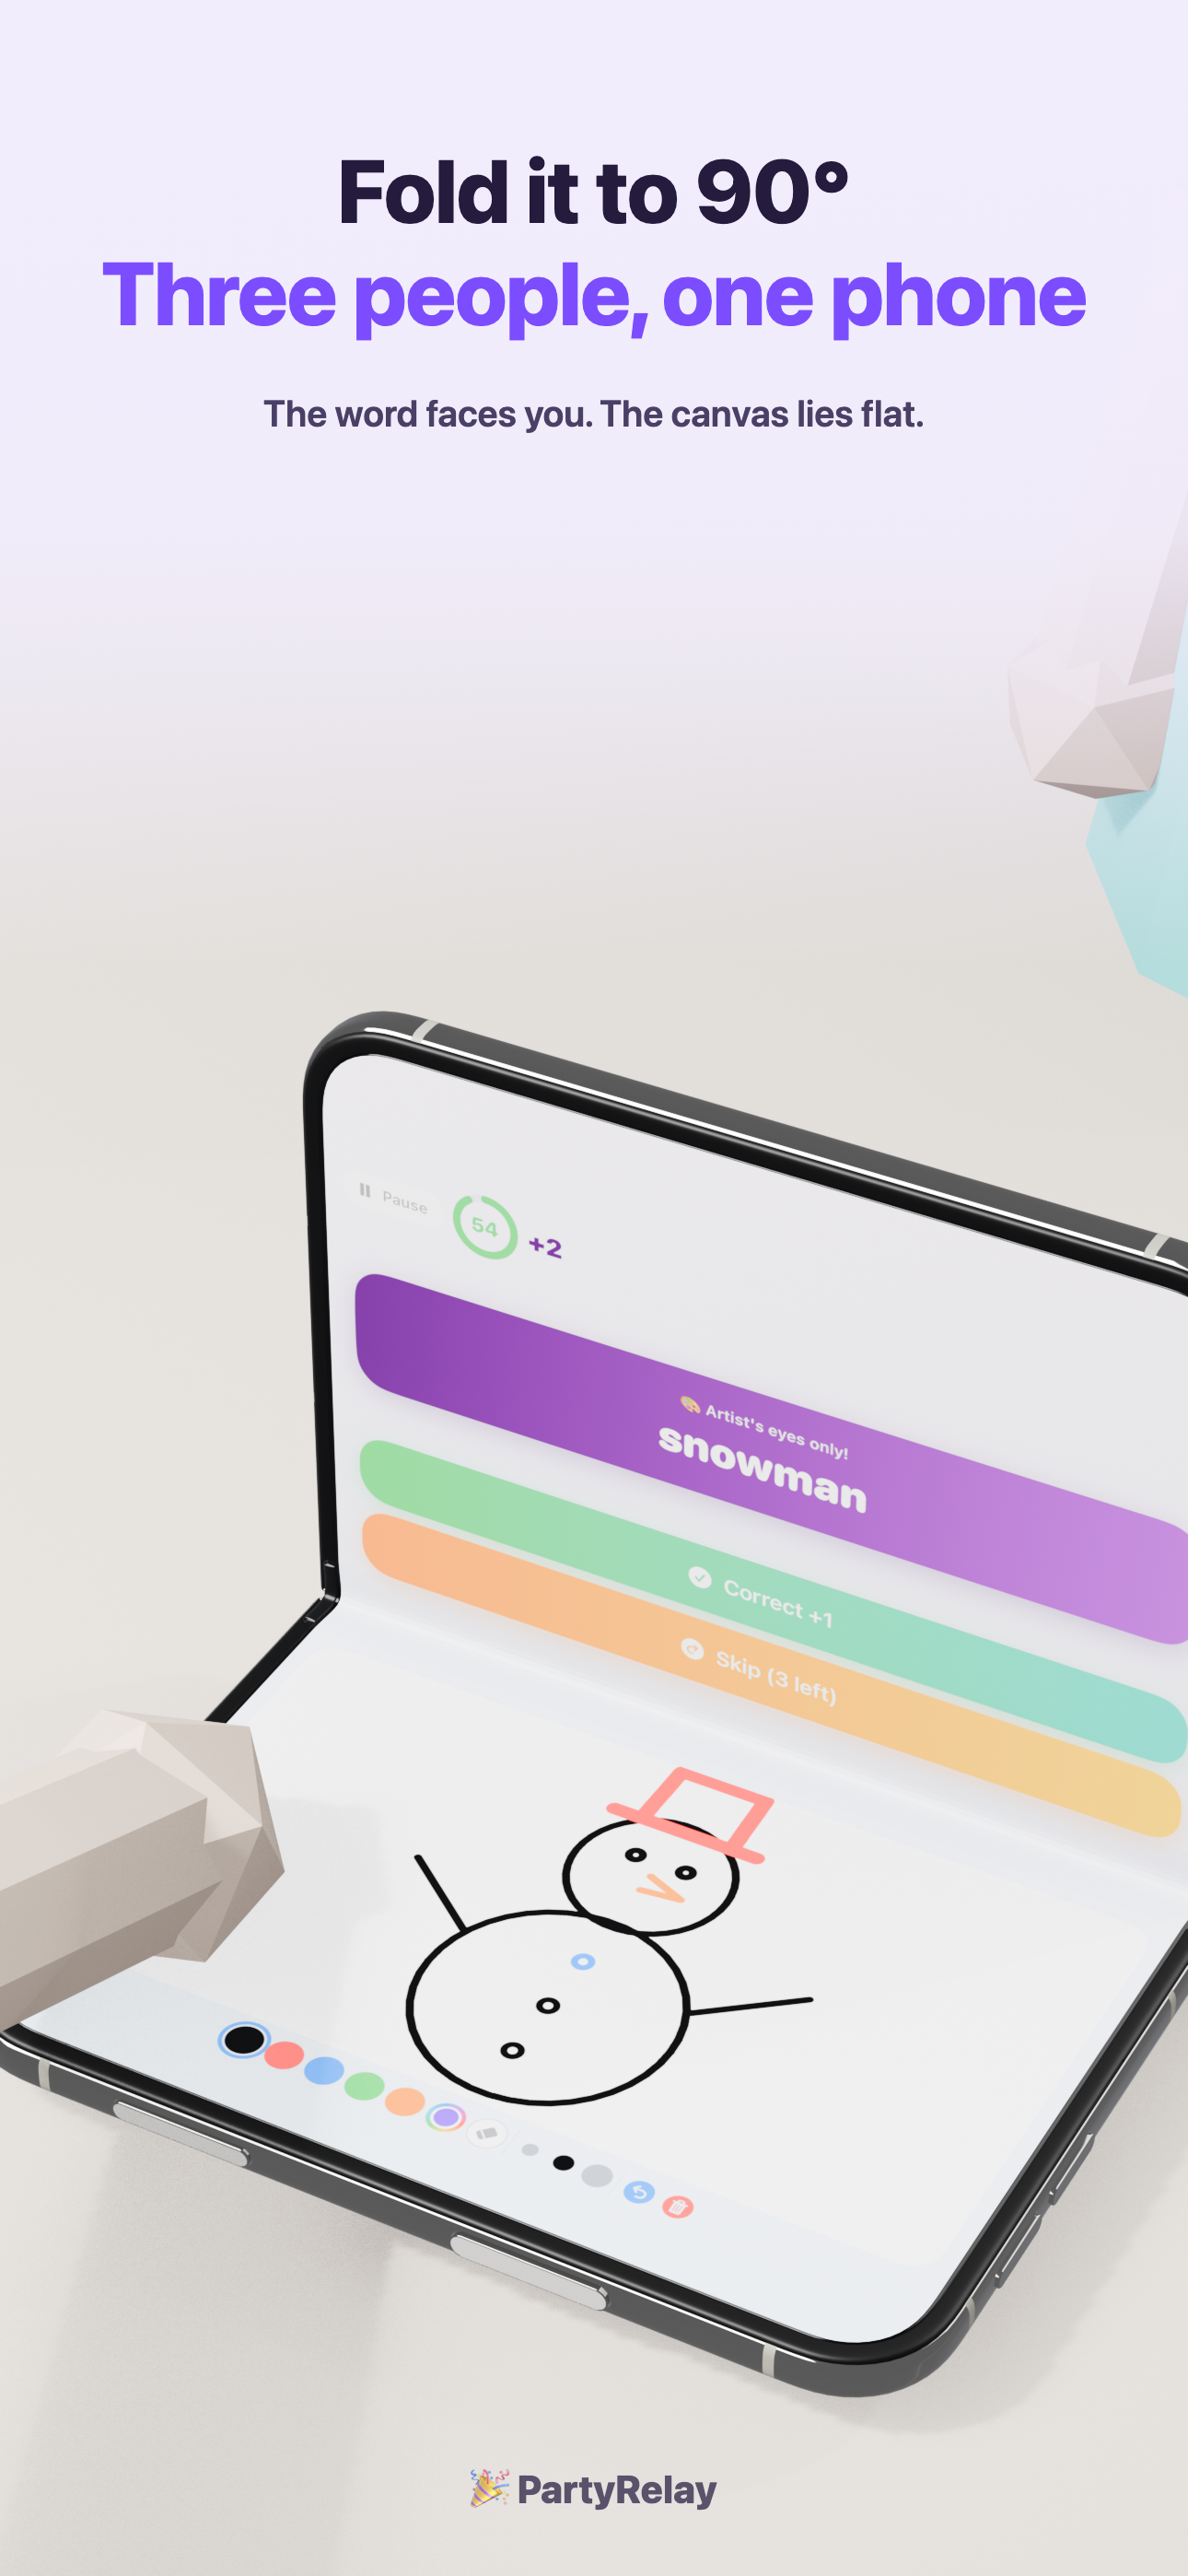 Fold it to 90°
Three people, one phone
The word faces you. The canvas lies flat.
Pause
54
+2
🎨 Artist's eyes only!
snowman
Correct +1
Skip (3 left)
🎉 PartyRelay